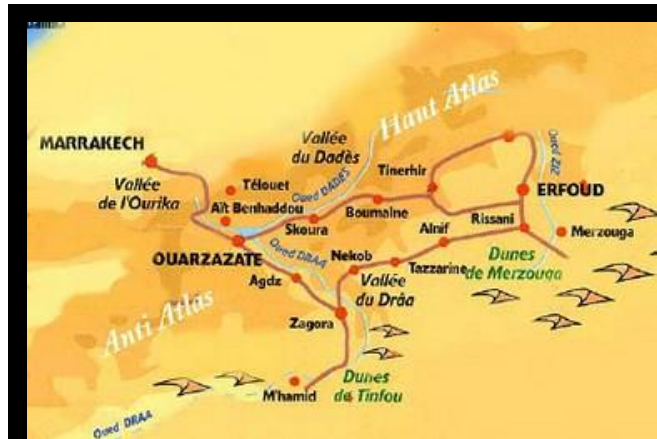 Haut Atlas
MARRAKECH
Vallée
du Dadès
Oued ZIZ
Vallée
de l'Ourika
Télouet
Oued DADES
Tinerhir
ERFOUD
Aït Benhaddou
Skoura
Boumalne
Rissani
Merzouga
OUARZAZATE
Oued DRAA
Nekob
Alnif
Tazzarine
Dunes
de Merzouga
Agdz
Vallée
du Drâa
Anti Atlas
Zagora
M'hamid
Dunes
de Tinfou
Oued DRAA